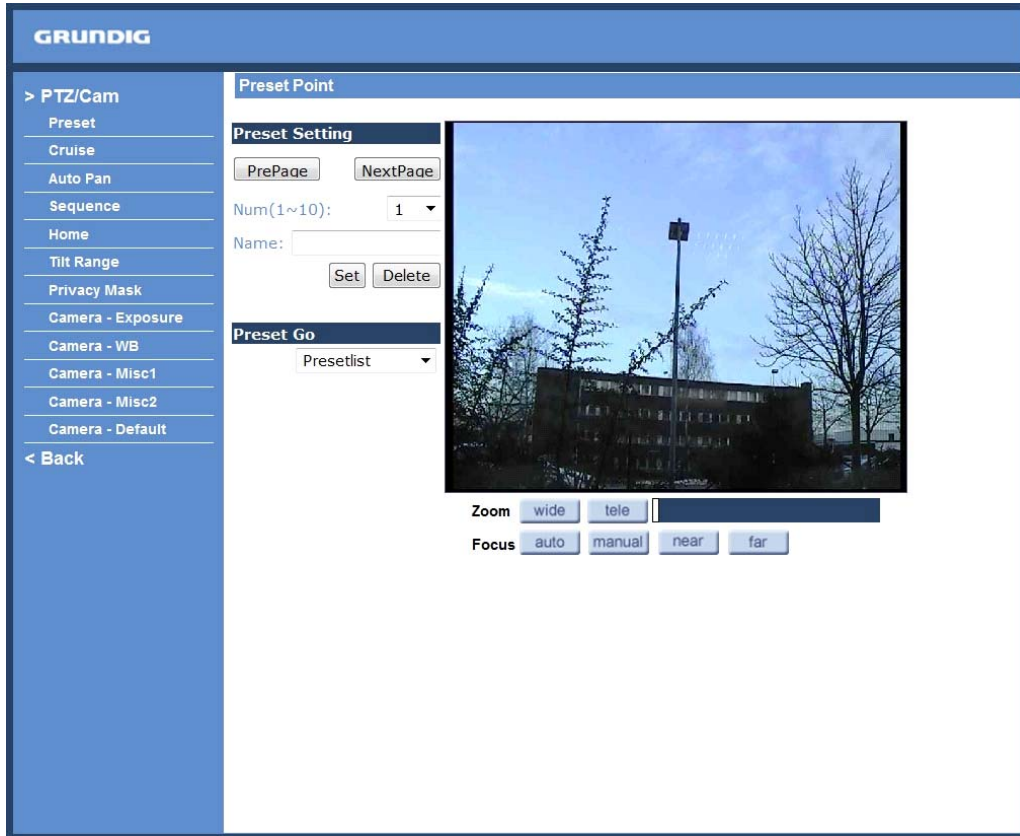 GRUNDIG
> PTZ/Cam
Preset
Cruise
Auto Pan
Sequence
Home
Tilt Range
Privacy Mask
Camera - Exposure
Camera - WB
Camera - Misc1
Camera - Misc2
Camera - Default
< Back
Preset Point
Preset Setting
PrePage NextPage
Num(1~10): 1
Name:
Set Delete
Preset Go
Presetlist
Zoom wide tele
Focus auto manual near far